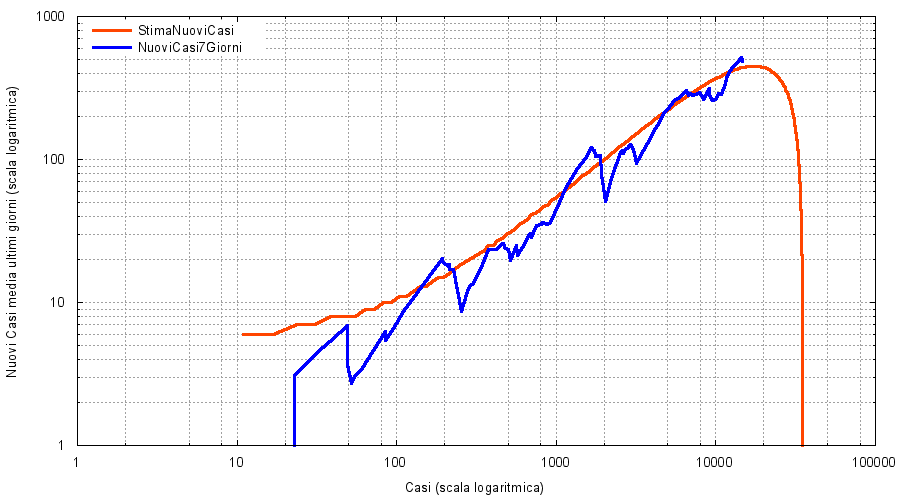 1000
StimaNuoviCasi
NuoviCasi7Giorni
100
10
1
Nuovi Casi media ultimi giorni (scala logaritmica)
1 10 100 1000 10000 100000
Casi (scala logaritmica)